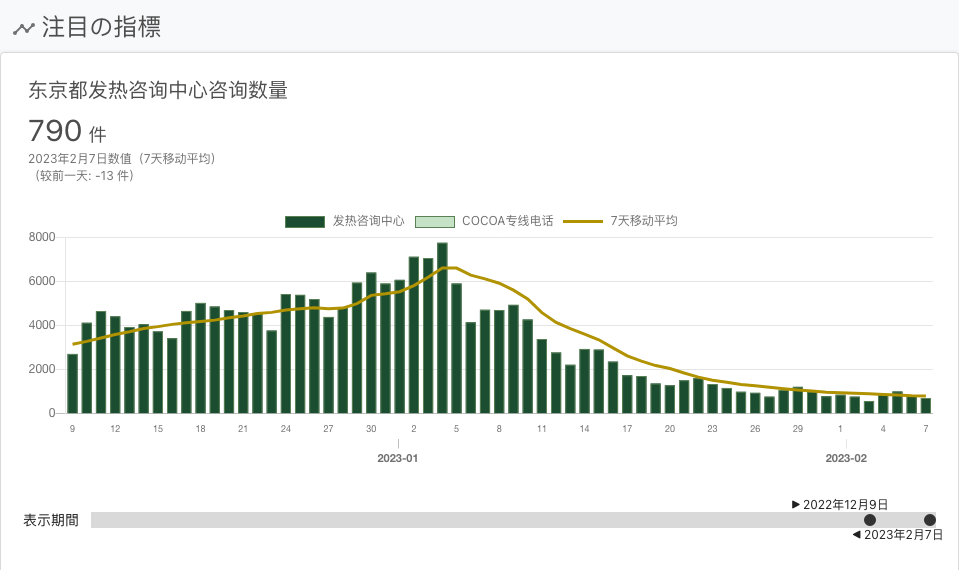 注目の指標
东京都发热咨询中心咨询数量
790 件
2023年2月7日数值（7天移动平均）
（较前一天: -13 件）
发热咨询中心 COCOA专线电话 7天移动平均
8000
6000
4000
2000
0
9 12 15 18 21 24 27 30 2 5 8 11 14 17 20 23 26 29 1 4 7
2023-01 2023-02
▶ 2022年12月9日
表示期間
◀ 2023年2月7日